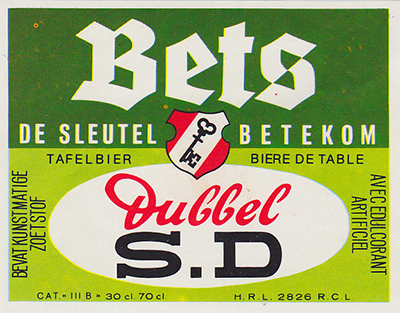 Bets
DE SLEUTEL BETEKOM
TAFELBIER BIERE DE TABLE
BEVAT KUNSTMATIGE
ZOETSTOF
Dubbel
S.D
AVEC EDULCORANT
ARTIFICIEL
CAT. = III B = 30 cl. 70 cl. H.R.L. 2826 R.C.L